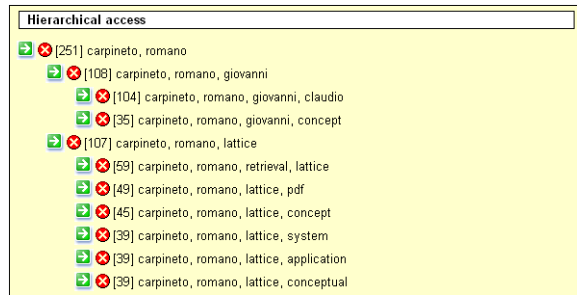 Hierarchical access
[251] carpineto, romano
[108] carpineto, romano, giovanni
[104] carpineto, romano, giovanni, claudio
[35] carpineto, romano, giovanni, concept
[107] carpineto, romano, lattice
[59] carpineto, romano, retrieval, lattice
[49] carpineto, romano, lattice, pdf
[45] carpineto, romano, lattice, concept
[39] carpineto, romano, lattice, system
[39] carpineto, romano, lattice, application
[39] carpineto, romano, lattice, conceptual